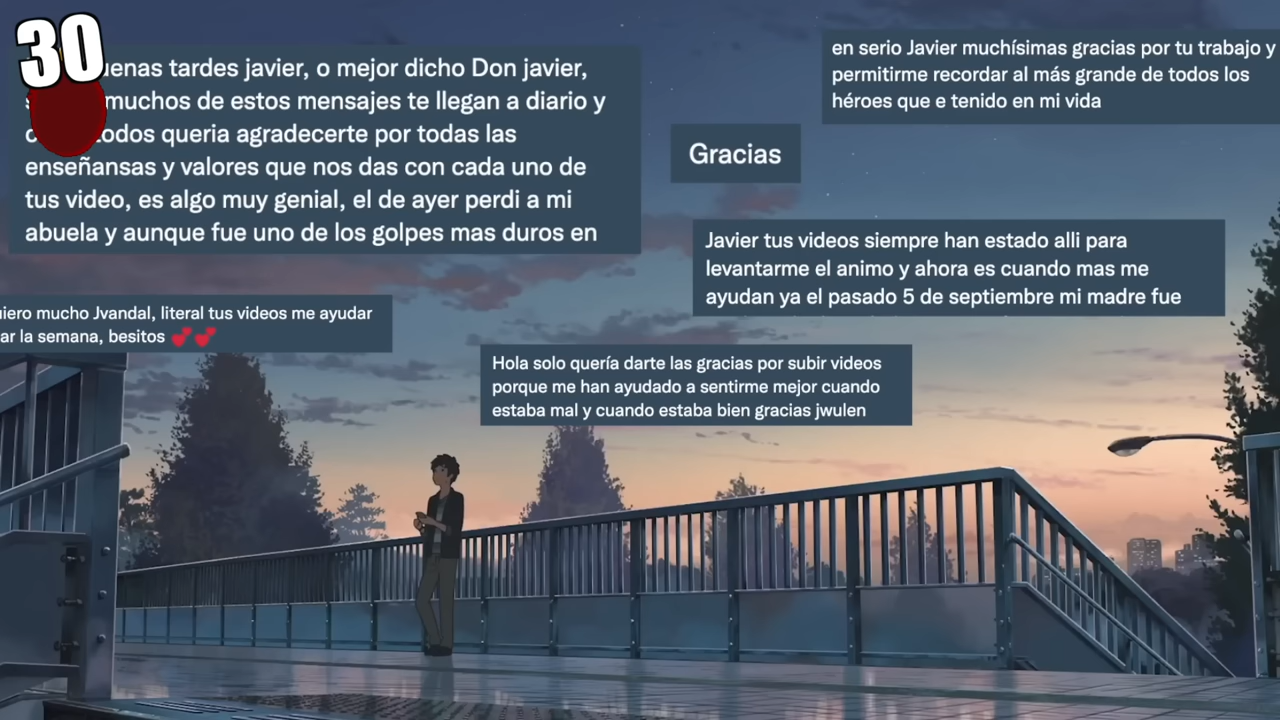 30
uenas tardes javier, o mejor dicho Don javier,
muchos de estos mensajes te llegan a diario y
todos queria agradecerte por todas las
enseñansas y valores que nos das con cada uno de
tus video, es algo muy genial, el de ayer perdi a mi
abuela y aunque fue uno de los golpes mas duros en
en serio Javier muchísimas gracias por tu trabajo y
permitirme recordar al más grande de todos los
héroes que e tenido en mi vida
Gracias
Javier tus videos siempre han estado alli para
levantarme el animo y ahora es cuando mas me
ayudan ya el pasado 5 de septiembre mi madre fue
uiero mucho Jvandal, literal tus videos me ayudar
ar la semana, besitos 💕💕
Hola solo quería darte las gracias por subir videos
porque me han ayudado a sentirme mejor cuando
estaba mal y cuando estaba bien gracias jwulen